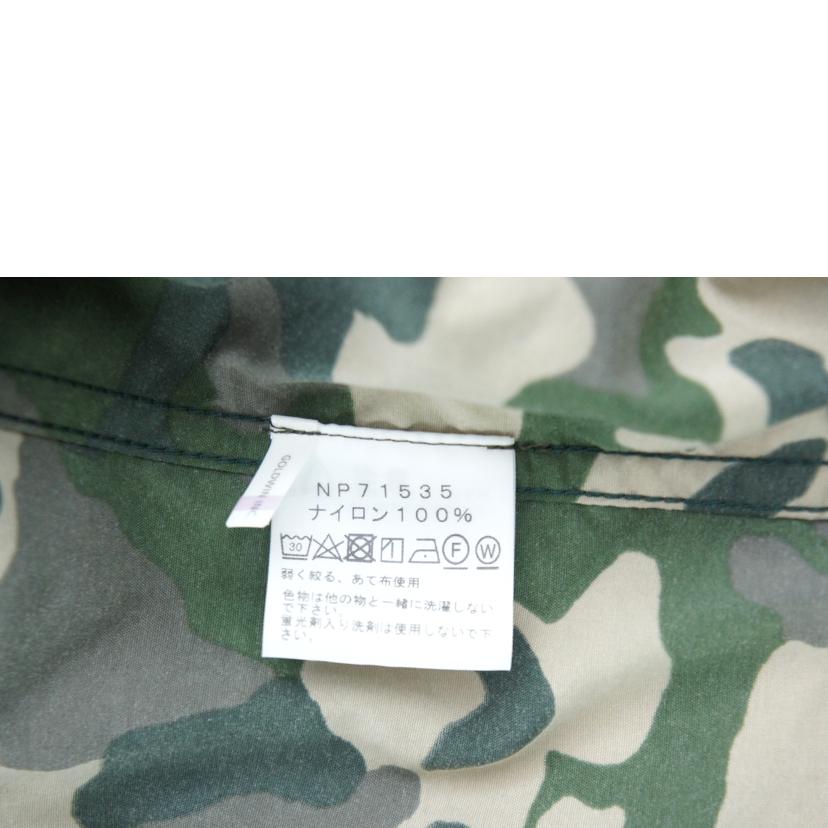 GOLDWIN INC
NP71535
ナイロン100%
30
F
W
弱く絞る、あて布使用
色物は他の物と一緒に洗濯しない
で下さい。
蛍光剤入り洗剤は使用しないで下
さい。